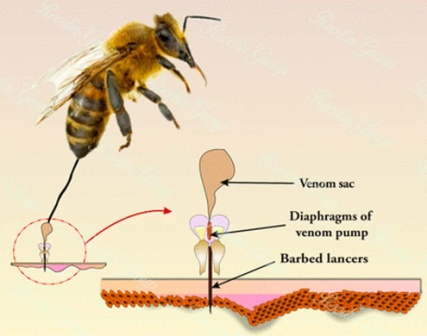 Venom sac
Diaphragms of
venom pump
Barbed lancers